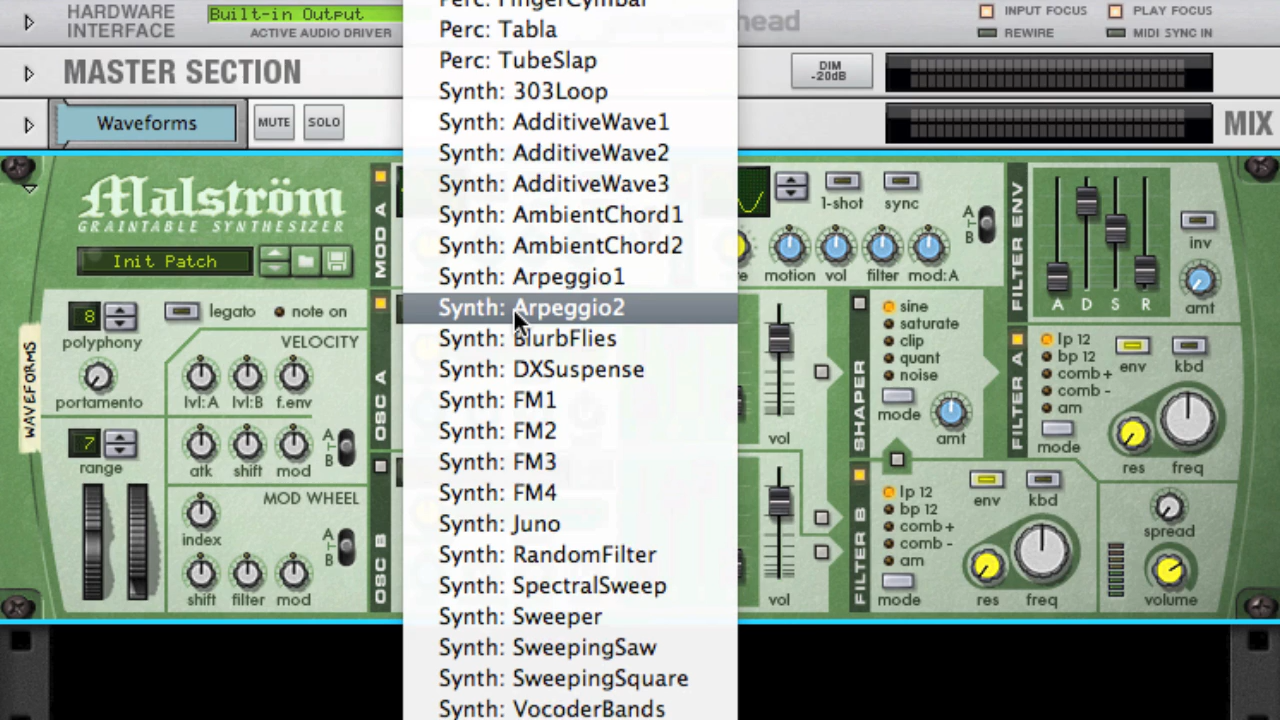 HARDWARE INTERFACE
Built-in Output
ACTIVE AUDIO DRIVER
Perc: FingerCymbal
Perc: Tabla
Perc: TubeSlap
Synth: 303Loop
Synth: AdditiveWave1
Synth: AdditiveWave2
Synth: AdditiveWave3
Synth: AmbientChord1
Synth: AmbientChord2
Synth: Arpeggio1
Synth: Arpeggio2
Synth: BlurbFlies
Synth: DXSuspense
Synth: FM1
Synth: FM2
Synth: FM3
Synth: FM4
Synth: Juno
Synth: RandomFilter
Synth: SpectralSweep
Synth: Sweeper
Synth: SweepingSaw
Synth: SweepingSquare
Synth: VocoderBands
head
INPUT FOCUS
PLAY FOCUS
REWIRE
MIDI SYNC IN
MASTER SECTION
DIM
-20dB
Waveforms
MUTE
SOLO
MIX
Malström
GRAINTABLE SYNTHESIZER
Init Patch
WAVEFORMS
8
polyphony
legato
note on
portamento
VELOCITY
lvl:A
lvl:B
f.env
7
range
atk
shift
mod
A
B
MOD WHEEL
index
A
B
shift
filter
mod
MOD A
OSC A
OSC B
1-shot
sync
A
B
motion
vol
filter
mod:A
vol
vol
SHAPER
sine
saturate
clip
quant
noise
mode
amt
FILTER ENV
A
D
S
R
inv
amt
FILTER A
lp 12
bp 12
comb +
comb -
am
env
kbd
mode
res
freq
FILTER B
lp 12
bp 12
comb +
comb -
am
env
kbd
mode
res
freq
spread
volume